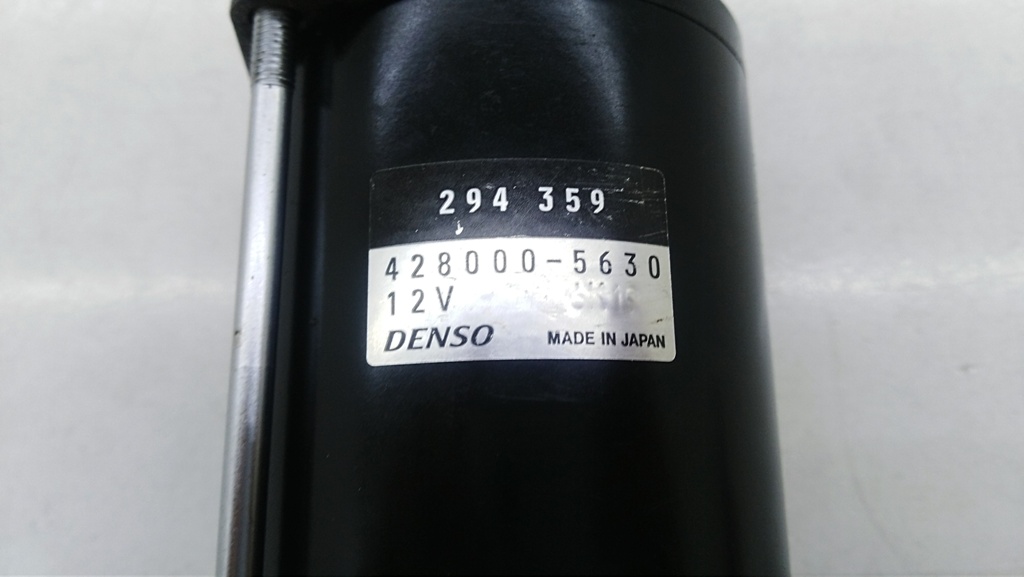 294 359
428000-5630
12V
DENSO MADE IN JAPAN